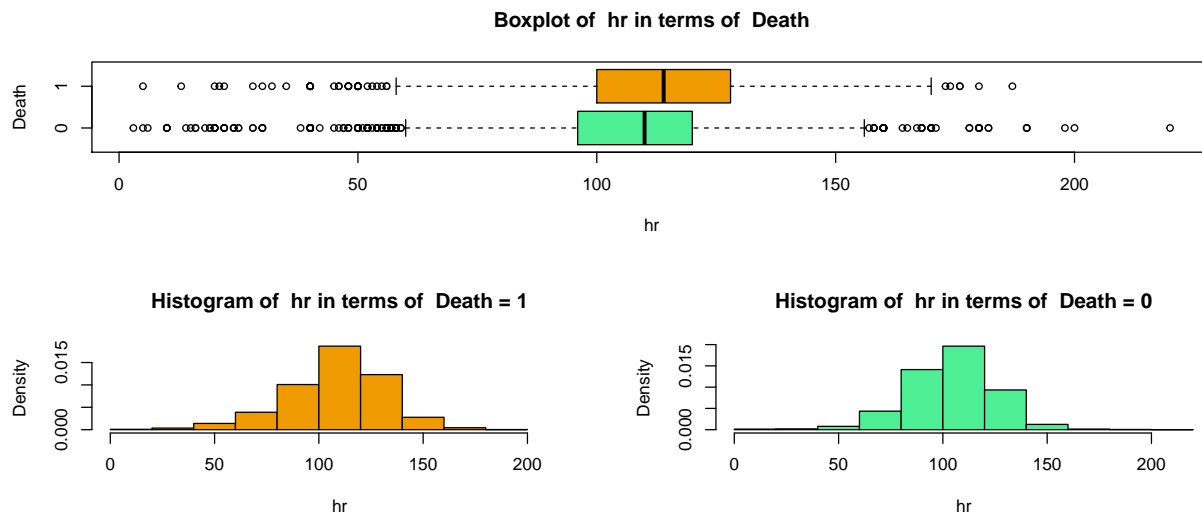 Boxplot of  hr in terms of  Death
Death
1
0
0 50 100 150 200
hr
Histogram of  hr in terms of  Death = 1
Density
0.015
0.000
0 50 100 150 200
hr
Histogram of  hr in terms of  Death = 0
Density
0.015
0.000
0 50 100 150 200
hr